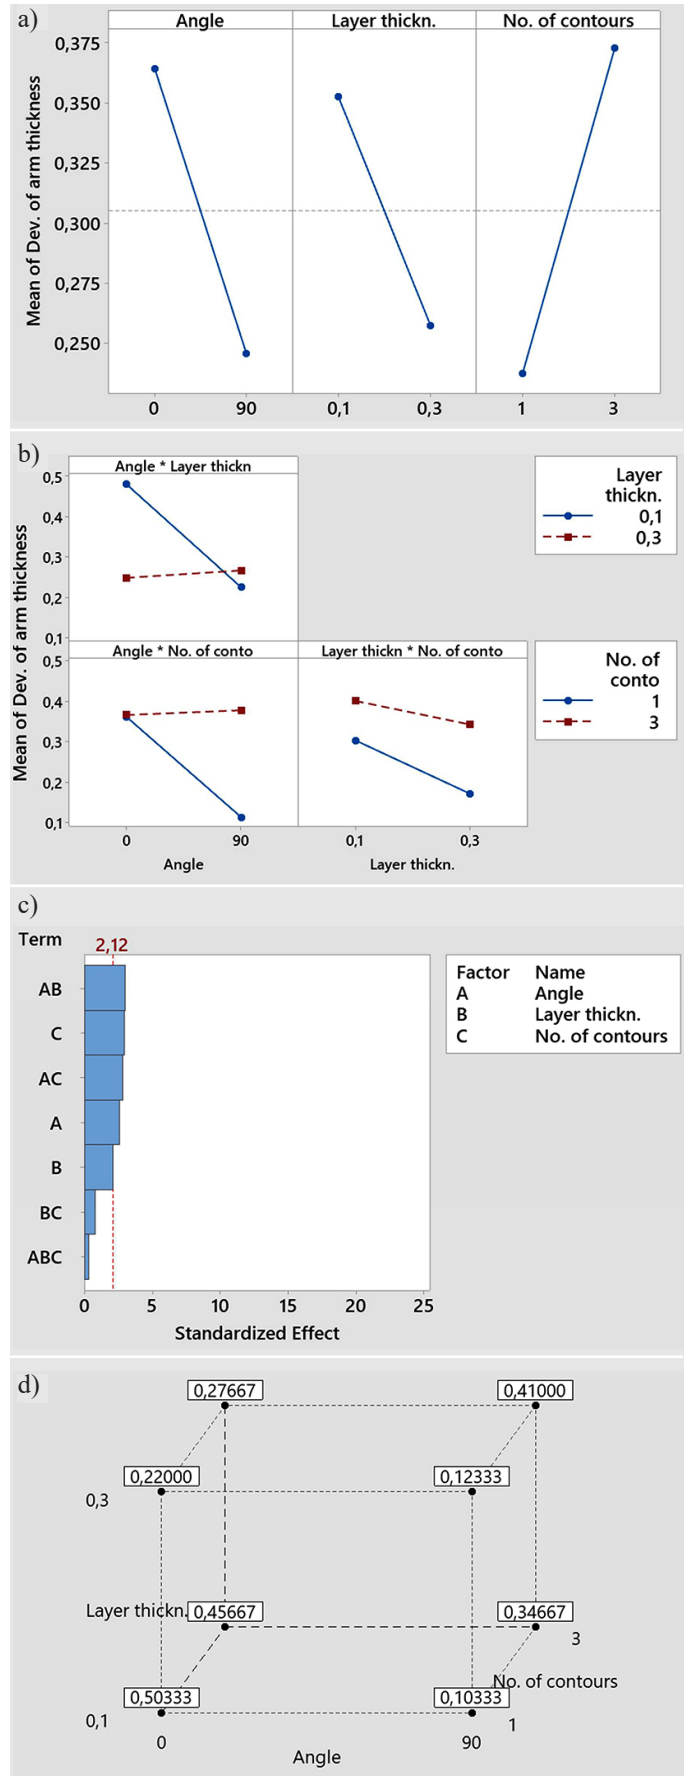 a)
Angle Layer thickn. No. of contours
Mean of Dev. of arm thickness
0,375
0,350
0,325
0,300
0,275
0,250
0 90 0,1 0,3 1 3
b)
Angle * Layer thickn
Mean of Dev. of arm thickness
0,5
0,4
0,3
0,2
0,1
Layer
thickn.
0,1
0,3
Angle * No. of conto Layer thickn * No. of conto
0,5
0,4
0,3
0,2
0,1
No. of
conto
1
3
0 90 0,1 0,3
Angle Layer thickn.
c)
Term
2,12
AB
C
AC
A
B
BC
ABC
0 5 10 15 20 25
Standardized Effect
Factor Name
A Angle
B Layer thickn.
C No. of contours
d)
0,27667 0,41000
0,22000 0,12333
0,3
Layer thickn. 0,45667 0,34667
3
No. of contours
0,50333 0,10333
0,1 1
0 90
Angle